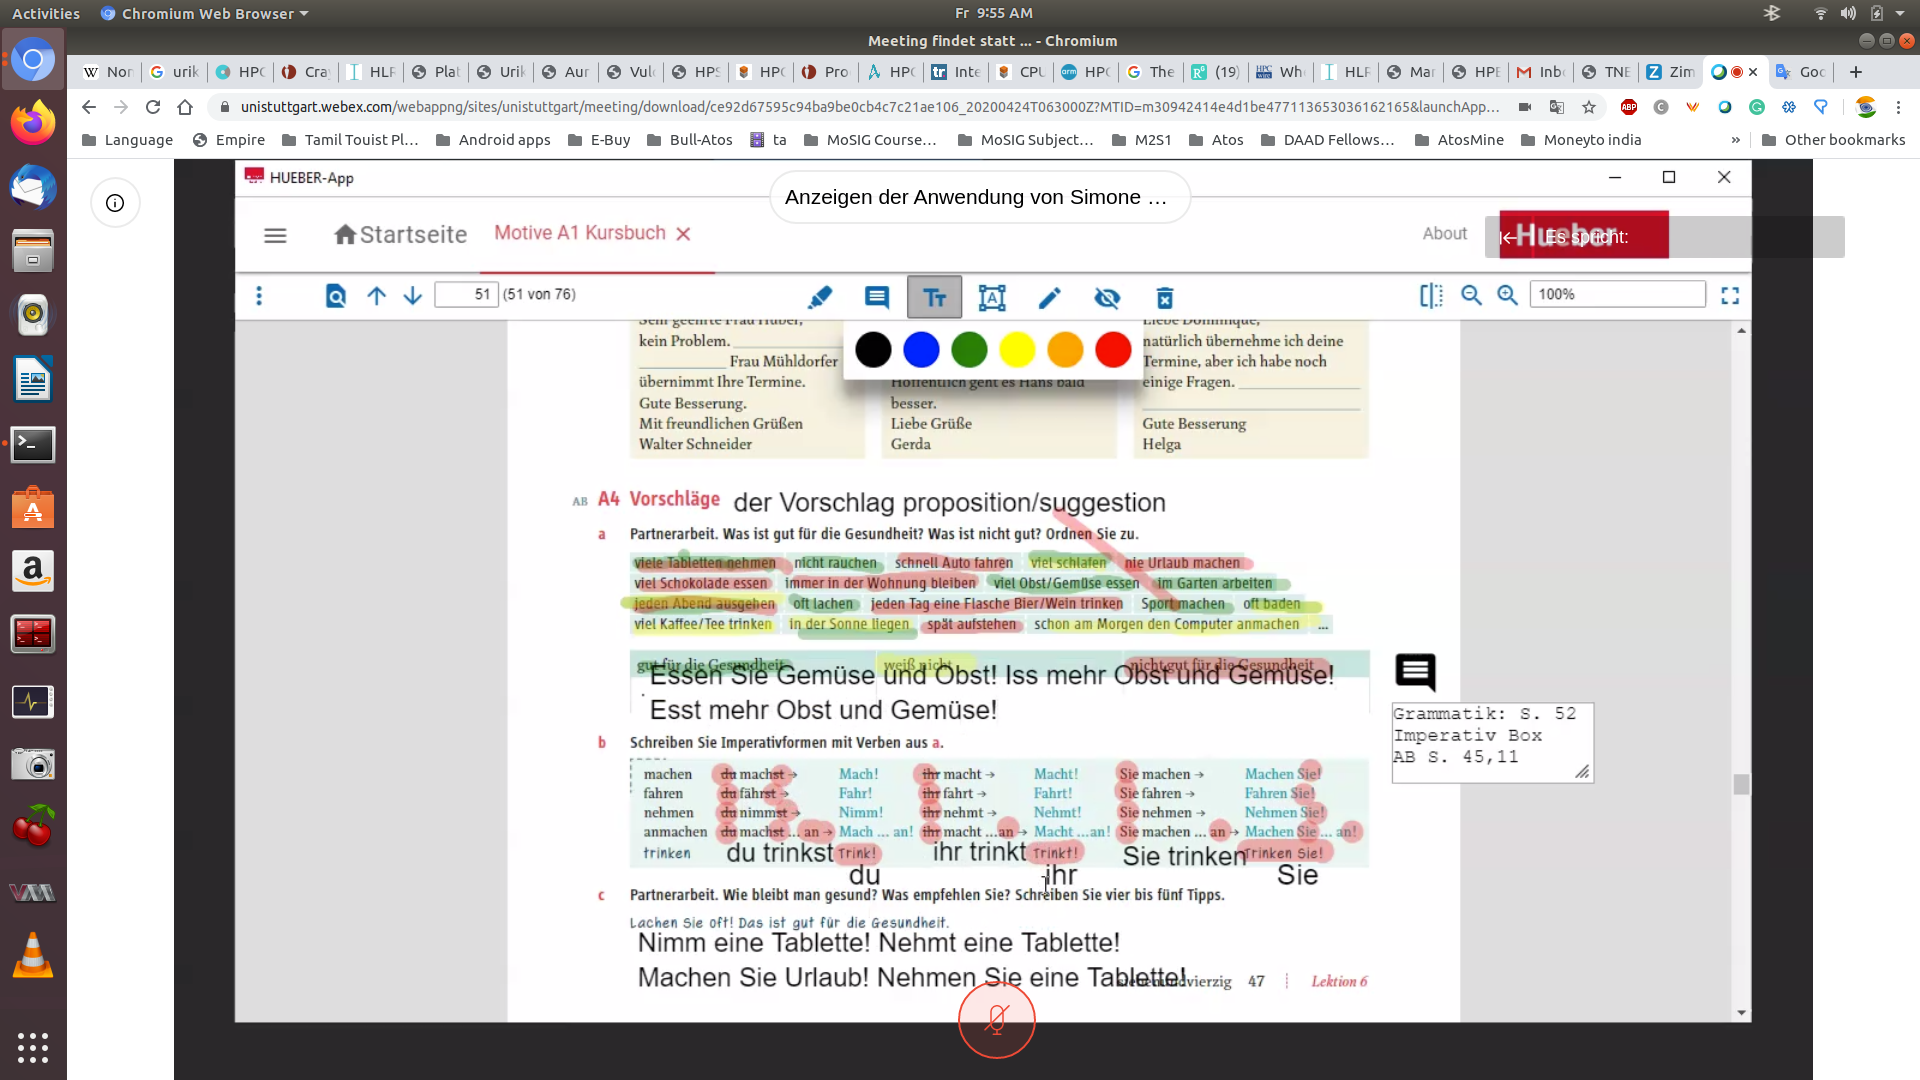 Activities
Chromium Web Browser
Fr 9:55 AM
Meeting findet statt ... - Chromium
Nor
urik
HPC
Cray
HLR
Plat
Urik
Aur
Vulc
HPS
HPC
Pro
HPC
Inte
CPU
HPC
The
(19)
Wh
HLR
Mar
HPE
Inb
TNE
Zim
Goo
unistuttgart.webex.com/webappng/sites/unistuttgart/meeting/download/ce92d67595c94ba9be0cb4c7c21ae106_20200424T063000Z?MTID=m30942414e4d1be477113653036162165&launchApp...
Language
Empire
Tamil Touist Pl...
Android apps
E-Buy
Bull-Atos
ta
MoSIG Course...
MoSIG Subject...
M2S1
Atos
DAAD Fellows...
AtosMine
Moneyto india
»
Other bookmarks
HUEBER-App
Anzeigen der Anwendung von Simone ...
Startseite
Motive A1 Kursbuch
About
Hueber
Es spricht:
51 (51 von 76)
100%
Sehr geehrte Frau Huber,
kein Problem.
Frau Mühldorfer
übernimmt Ihre Termine.
Gute Besserung.
Mit freundlichen Grüßen
Walter Schneider
Hoffentlich geht es Hans bald
besser.
Liebe Grüße
Gerda
Liebe Dominique,
natürlich übernehme ich deine
Termine, aber ich habe noch
einige Fragen.
Gute Besserung
Helga
AB A4 Vorschläge der Vorschlag proposition/suggestion
a Partnerarbeit. Was ist gut für die Gesundheit? Was ist nicht gut? Ordnen Sie zu.
viele Tabletten nehmen nicht rauchen schnell Auto fahren viel schlafen nie Urlaub machen
viel Schokolade essen immer in der Wohnung bleiben viel Obst/Gemüse essen im Garten arbeiten
jeden Abend ausgehen oft lachen jeden Tag eine Flasche Bier/Wein trinken Sport machen oft baden
viel Kaffee/Tee trinken in der Sonne liegen spät aufstehen schon am Morgen den Computer anmachen ...
gut für die Gesundheit weiß nicht nicht gut für die Gesundheit
Essen Sie Gemüse und Obst! Iss mehr Obst und Gemüse!
Esst mehr Obst und Gemüse!
Grammatik: S. 52
Imperativ Box
AB S. 45,11
b Schreiben Sie Imperativformen mit Verben aus a.
machen du machst → Mach! ihr macht → Macht! Sie machen → Machen Sie!
fahren du fährst → Fahr! ihr fahrt → Fahrt! Sie fahren → Fahren Sie!
nehmen du nimmst → Nimm! ihr nehmt → Nehmt! Sie nehmen → Nehmen Sie!
anmachen du machst ... an → Mach ... an! ihr macht ...an → Macht ...an! Sie machen ... an → Machen Sie ... an!
trinken du trinkst Trink! ihr trinkt Trinkt! Sie trinken Trinken Sie!
du ihr Sie
c Partnerarbeit. Wie bleibt man gesund? Was empfehlen Sie? Schreiben Sie vier bis fünf Tipps.
Lachen Sie oft! Das ist gut für die Gesundheit.
Nimm eine Tablette! Nehmt eine Tablette!
Machen Sie Urlaub! Nehmen Sie eine Tablette!
siebenundvierzig 47 Lektion 6